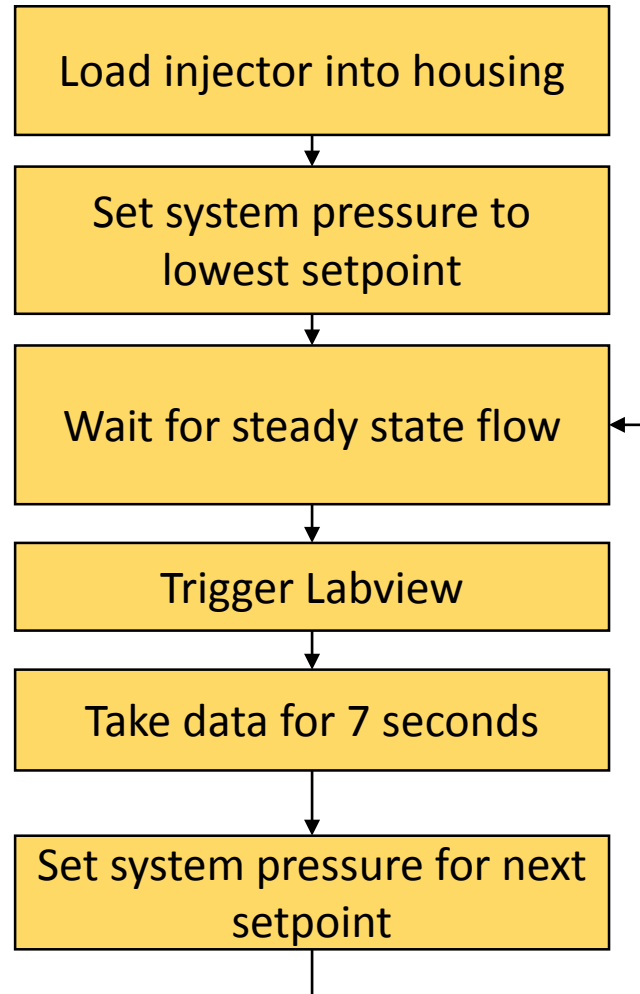 Load injector into housing
Set system pressure to
lowest setpoint
Wait for steady state flow
Trigger Labview
Take data for 7 seconds
Set system pressure for next
setpoint